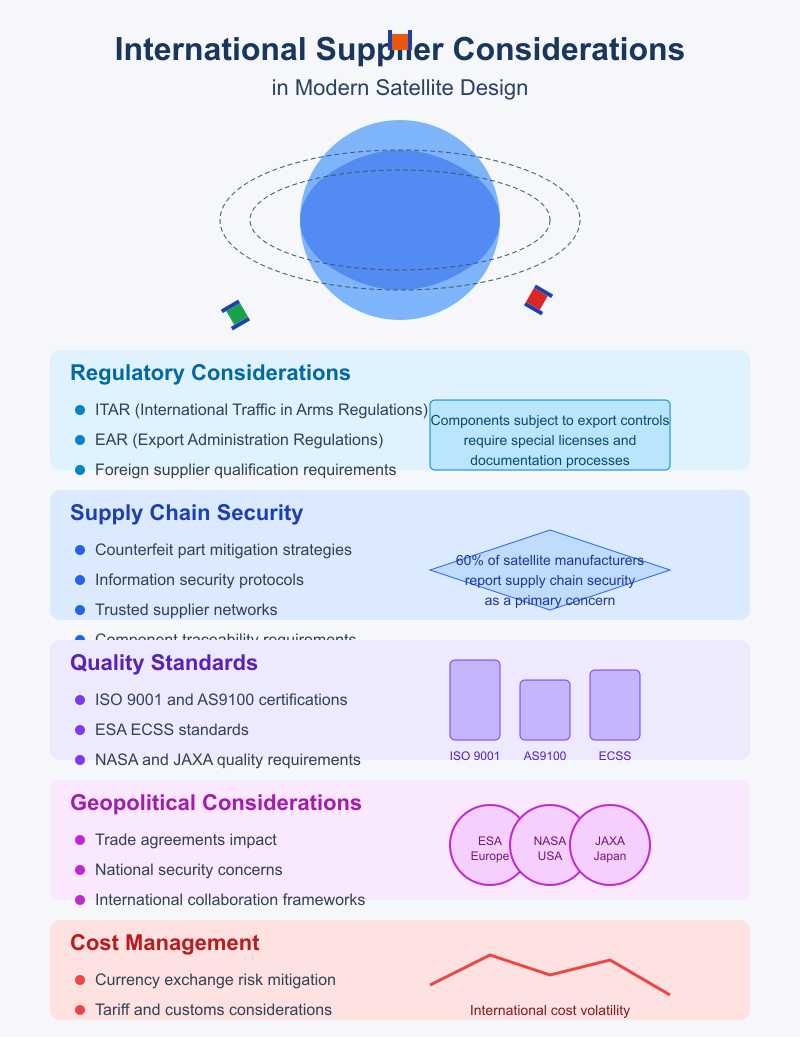 International Supplier Considerations
in Modern Satellite Design
Regulatory Considerations
ITAR (International Traffic in Arms Regulations)
EAR (Export Administration Regulations)
Foreign supplier qualification requirements
Components subject to export controls
require special licenses and
documentation processes
Supply Chain Security
Counterfeit part mitigation strategies
Information security protocols
Trusted supplier networks
Component traceability requirements
60% of satellite manufacturers
report supply chain security
as a primary concern
Quality Standards
ISO 9001 and AS9100 certifications
ESA ECSS standards
NASA and JAXA quality requirements
ISO 9001
AS9100
ECSS
Geopolitical Considerations
Trade agreements impact
National security concerns
International collaboration frameworks
ESA
Europe
NASA
USA
JAXA
Japan
Cost Management
Currency exchange risk mitigation
Tariff and customs considerations
International cost volatility